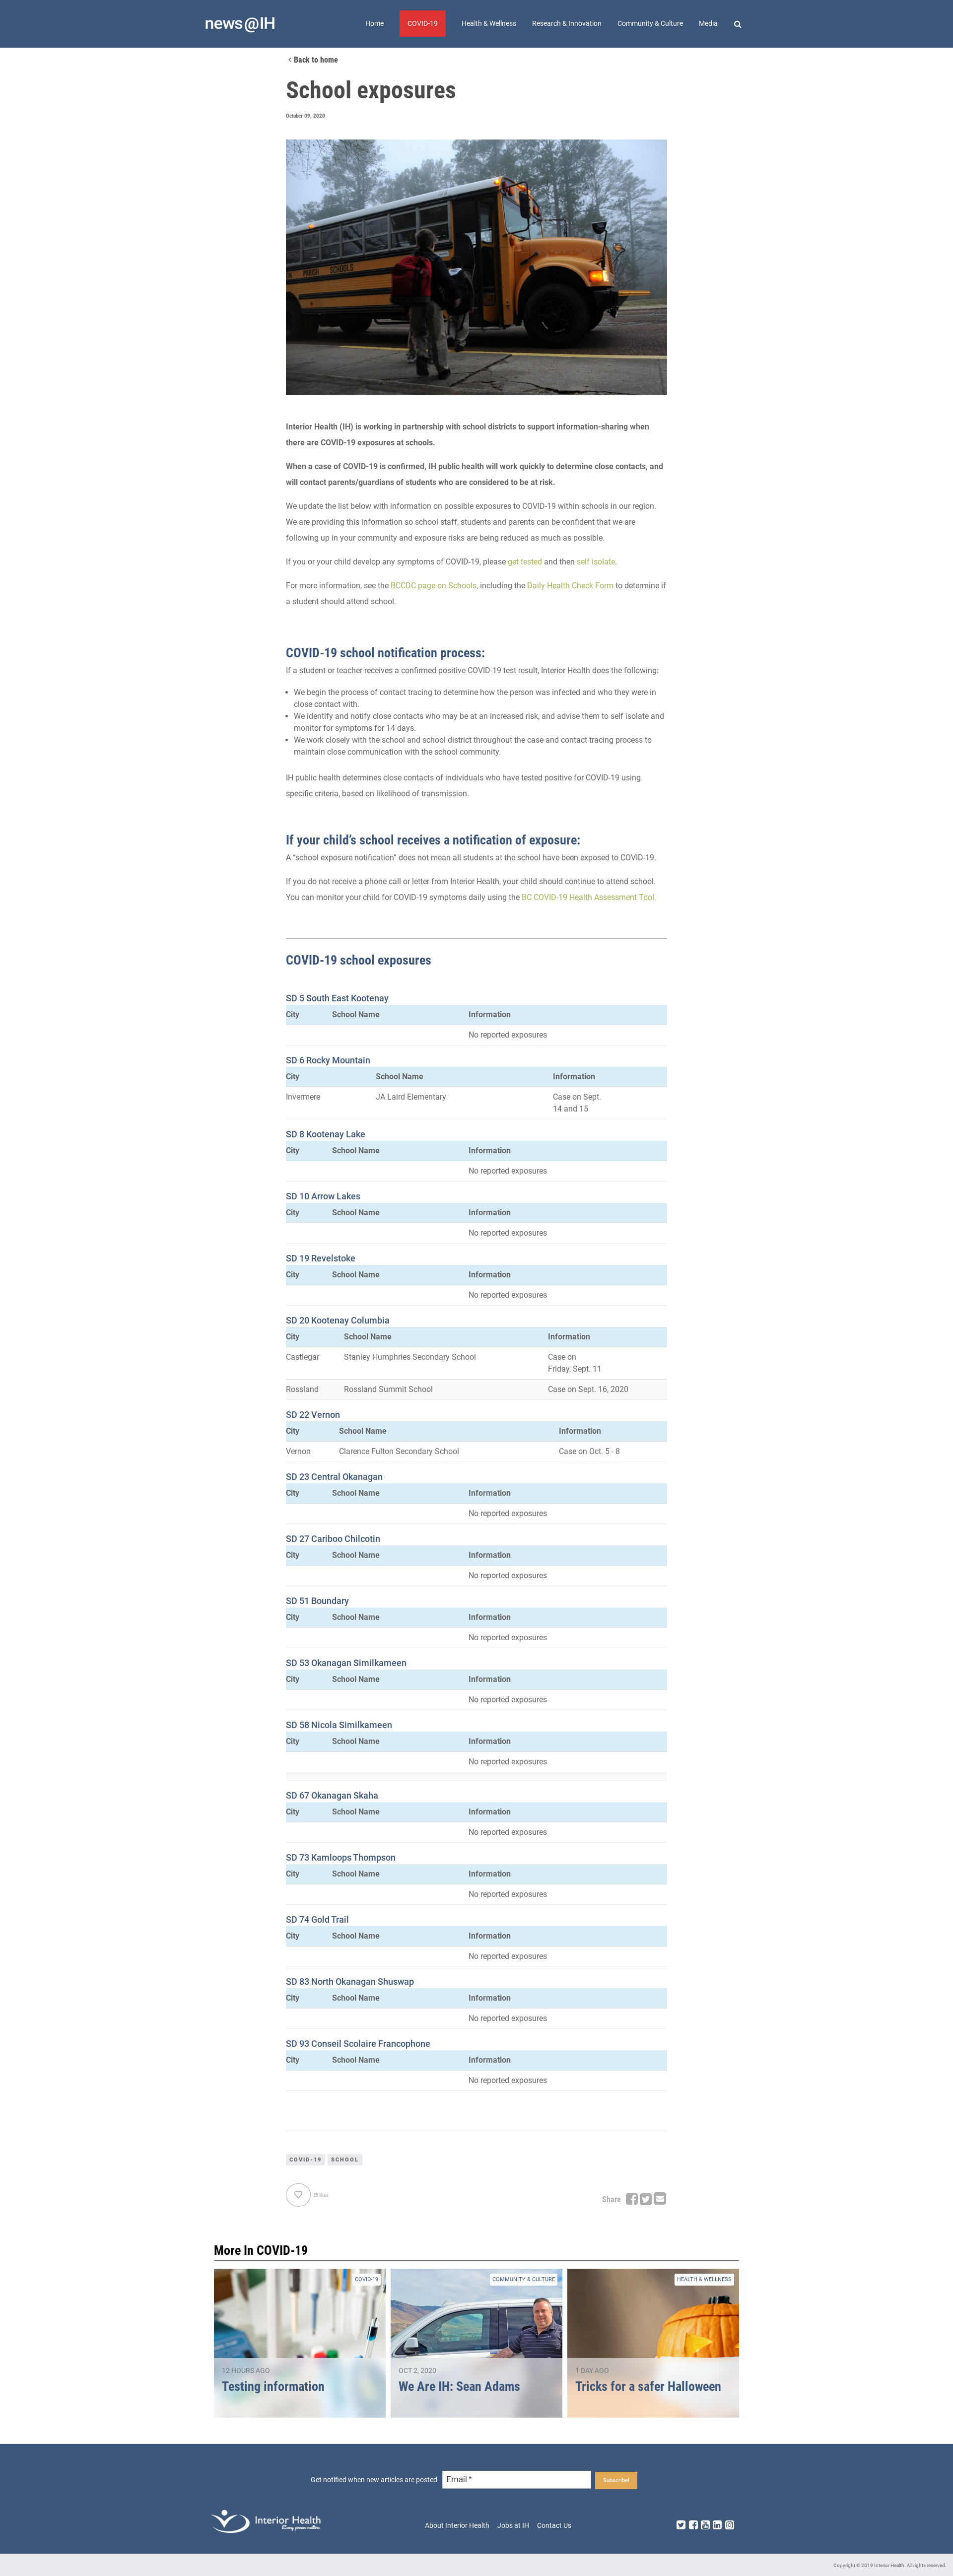 news@IH
Home
COVID-19
Health & Wellness
Research & Innovation
Community & Culture
Media
Back to home
School exposures
October 09, 2020
PARISH SCHOOLS
Interior Health (IH) is working in partnership with school districts to support information-sharing when
there are COVID-19 exposures at schools.
When a case of COVID-19 is confirmed, IH public health will work quickly to determine close contacts, and
will contact parents/guardians of students who are considered to be at risk.
We update the list below with information on possible exposures to COVID-19 within schools in our region.
We are providing this information so school staff, students and parents can be confident that we are
following up in your community and exposure risks are being reduced as much as possible.
If you or your child develop any symptoms of COVID-19, please get tested and then self isolate.
For more information, see the BCCDC page on Schools, including the Daily Health Check Form to determine if
a student should attend school.
COVID-19 school notification process:
If a student or teacher receives a confirmed positive COVID-19 test result, Interior Health does the following:
• We begin the process of contact tracing to determine how the person was infected and who they were in
close contact with.
• We identify and notify close contacts who may be at an increased risk, and advise them to self isolate and
monitor for symptoms for 14 days.
• We work closely with the school and school district throughout the case and contact tracing process to
maintain close communication with the school community.
IH public health determines close contacts of individuals who have tested positive for COVID-19 using
specific criteria, based on likelihood of transmission.
If your child’s school receives a notification of exposure:
A “school exposure notification” does not mean all students at the school have been exposed to COVID-19.
If you do not receive a phone call or letter from Interior Health, your child should continue to attend school.
You can monitor your child for COVID-19 symptoms daily using the BC COVID-19 Health Assessment Tool.
COVID-19 school exposures
SD 5 South East Kootenay
City School Name Information
No reported exposures
SD 6 Rocky Mountain
City School Name Information
Invermere JA Laird Elementary Case on Sept.
14 and 15
SD 8 Kootenay Lake
City School Name Information
No reported exposures
SD 10 Arrow Lakes
City School Name Information
No reported exposures
SD 19 Revelstoke
City School Name Information
No reported exposures
SD 20 Kootenay Columbia
City School Name Information
Castlegar Stanley Humphries Secondary School Case on
Friday, Sept. 11
Rossland Rossland Summit School Case on Sept. 16, 2020
SD 22 Vernon
City School Name Information
Vernon Clarence Fulton Secondary School Case on Oct. 5 - 8
SD 23 Central Okanagan
City School Name Information
No reported exposures
SD 27 Cariboo Chilcotin
City School Name Information
No reported exposures
SD 51 Boundary
City School Name Information
No reported exposures
SD 53 Okanagan Similkameen
City School Name Information
No reported exposures
SD 58 Nicola Similkameen
City School Name Information
No reported exposures
SD 67 Okanagan Skaha
City School Name Information
No reported exposures
SD 73 Kamloops Thompson
City School Name Information
No reported exposures
SD 74 Gold Trail
City School Name Information
No reported exposures
SD 83 North Okanagan Shuswap
City School Name Information
No reported exposures
SD 93 Conseil Scolaire Francophone
City School Name Information
No reported exposures
COVID-19 SCHOOL
likes
Share
More In COVID-19
COVID-19
12 HOURS AGO
Testing information
COMMUNITY & CULTURE
OCT 2, 2020
We Are IH: Sean Adams
HEALTH & WELLNESS
1 DAY AGO
Tricks for a safer Halloween
Get notified when new articles are posted
Email *
Subscribe!
Interior Health
Every person matters
About Interior Health
Jobs at IH
Contact Us
Copyright © 2019 Interior Health. All rights reserved.